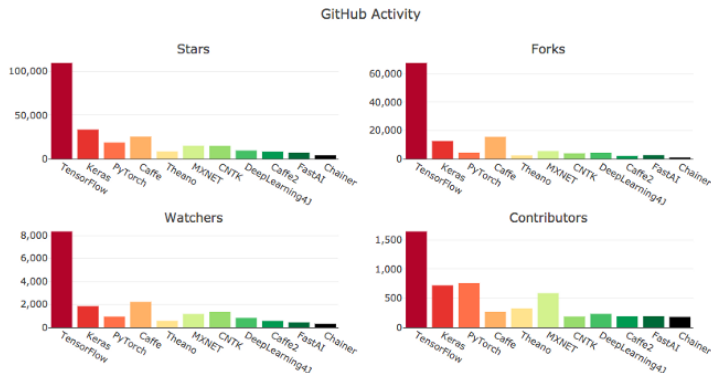 GitHub Activity
Stars
100,000
50,000
0
TensorFlow
Keras
PyTorch
Caffe
Theano
MXNET
CNTK
DeepLearning4J
Caffe2
FastAI
Chainer
Forks
60,000
40,000
20,000
0
TensorFlow
Keras
PyTorch
Caffe
Theano
MXNET
CNTK
DeepLearning4J
Caffe2
FastAI
Chainer
Watchers
8,000
6,000
4,000
2,000
0
TensorFlow
Keras
PyTorch
Caffe
Theano
MXNET
CNTK
DeepLearning4J
Caffe2
FastAI
Chainer
Contributors
1,500
1,000
500
0
TensorFlow
Keras
PyTorch
Caffe
Theano
MXNET
CNTK
DeepLearning4J
Caffe2
FastAI
Chainer